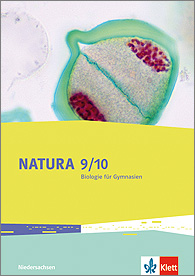 NATURA 9/10
Biologie für Gymnasien
Niedersachsen
Klett